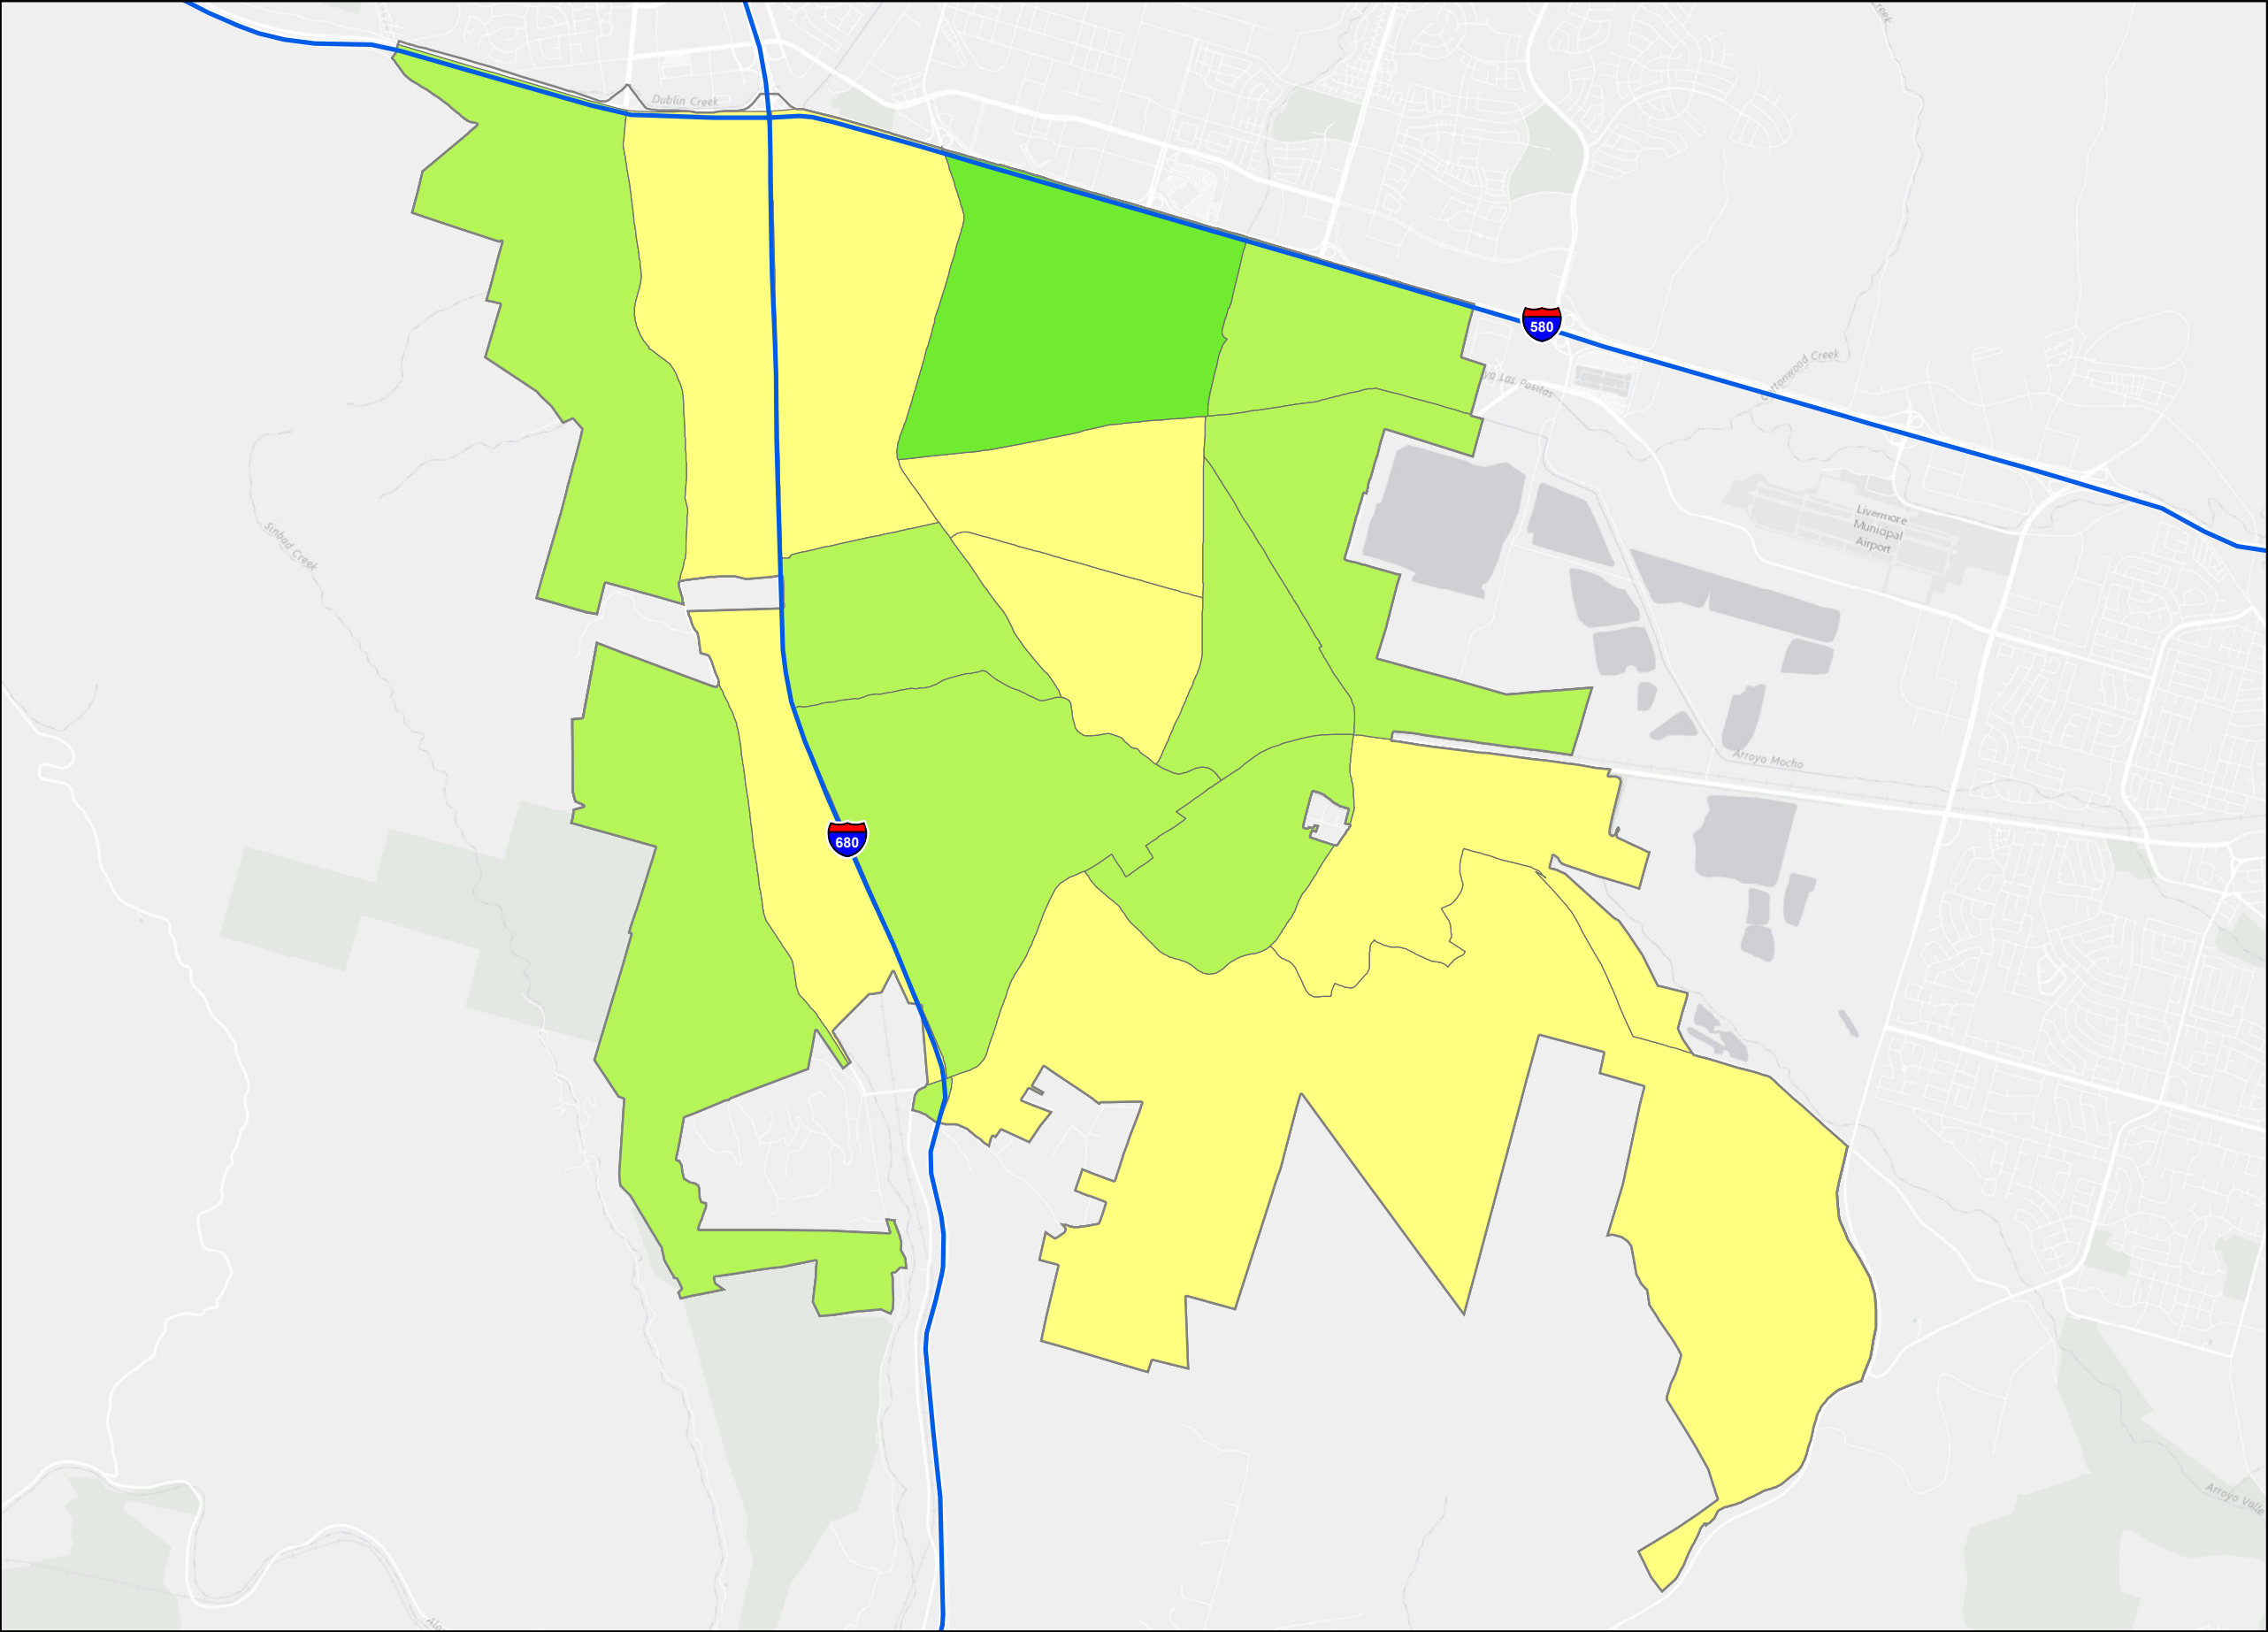 Dublin Creek
580
Cottonwood Creek
Las Positas
Livermore
Municipal
Airport
Sinbad Creek
Arroyo Mocho
680
Arroyo Valle